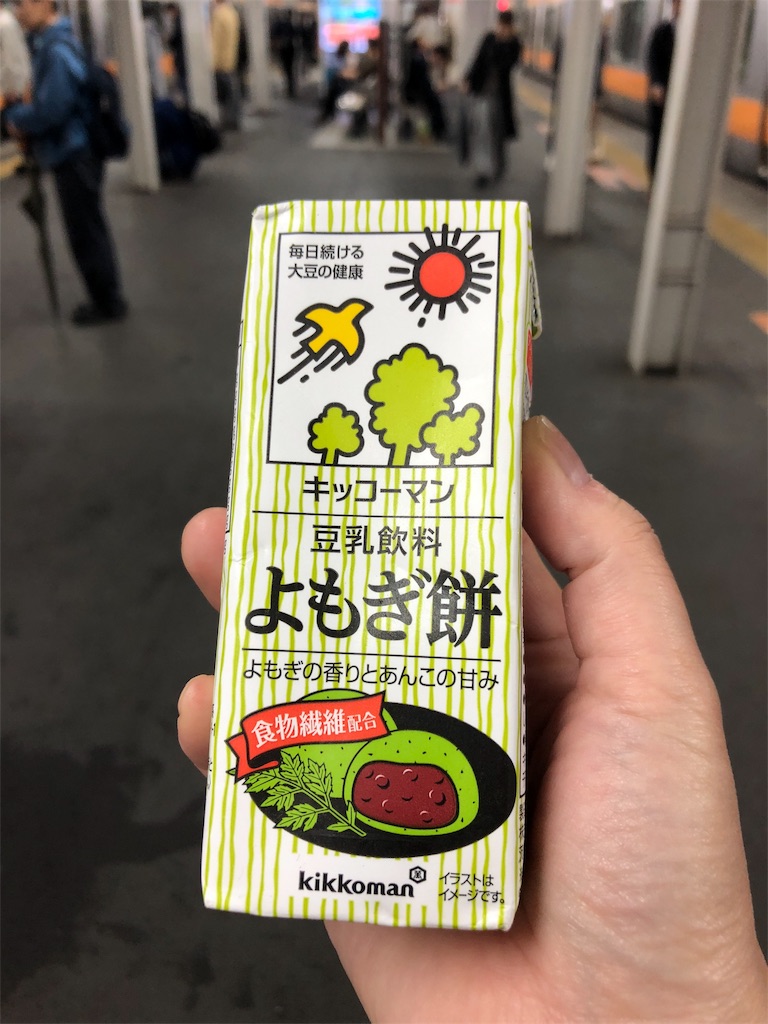 毎日続ける
大豆の健康
キッコーマン
豆乳飲料
よもぎ餅
よもぎの香りとあんこの甘み
食物繊維配合
kikkoman
イラストは
イメージです。